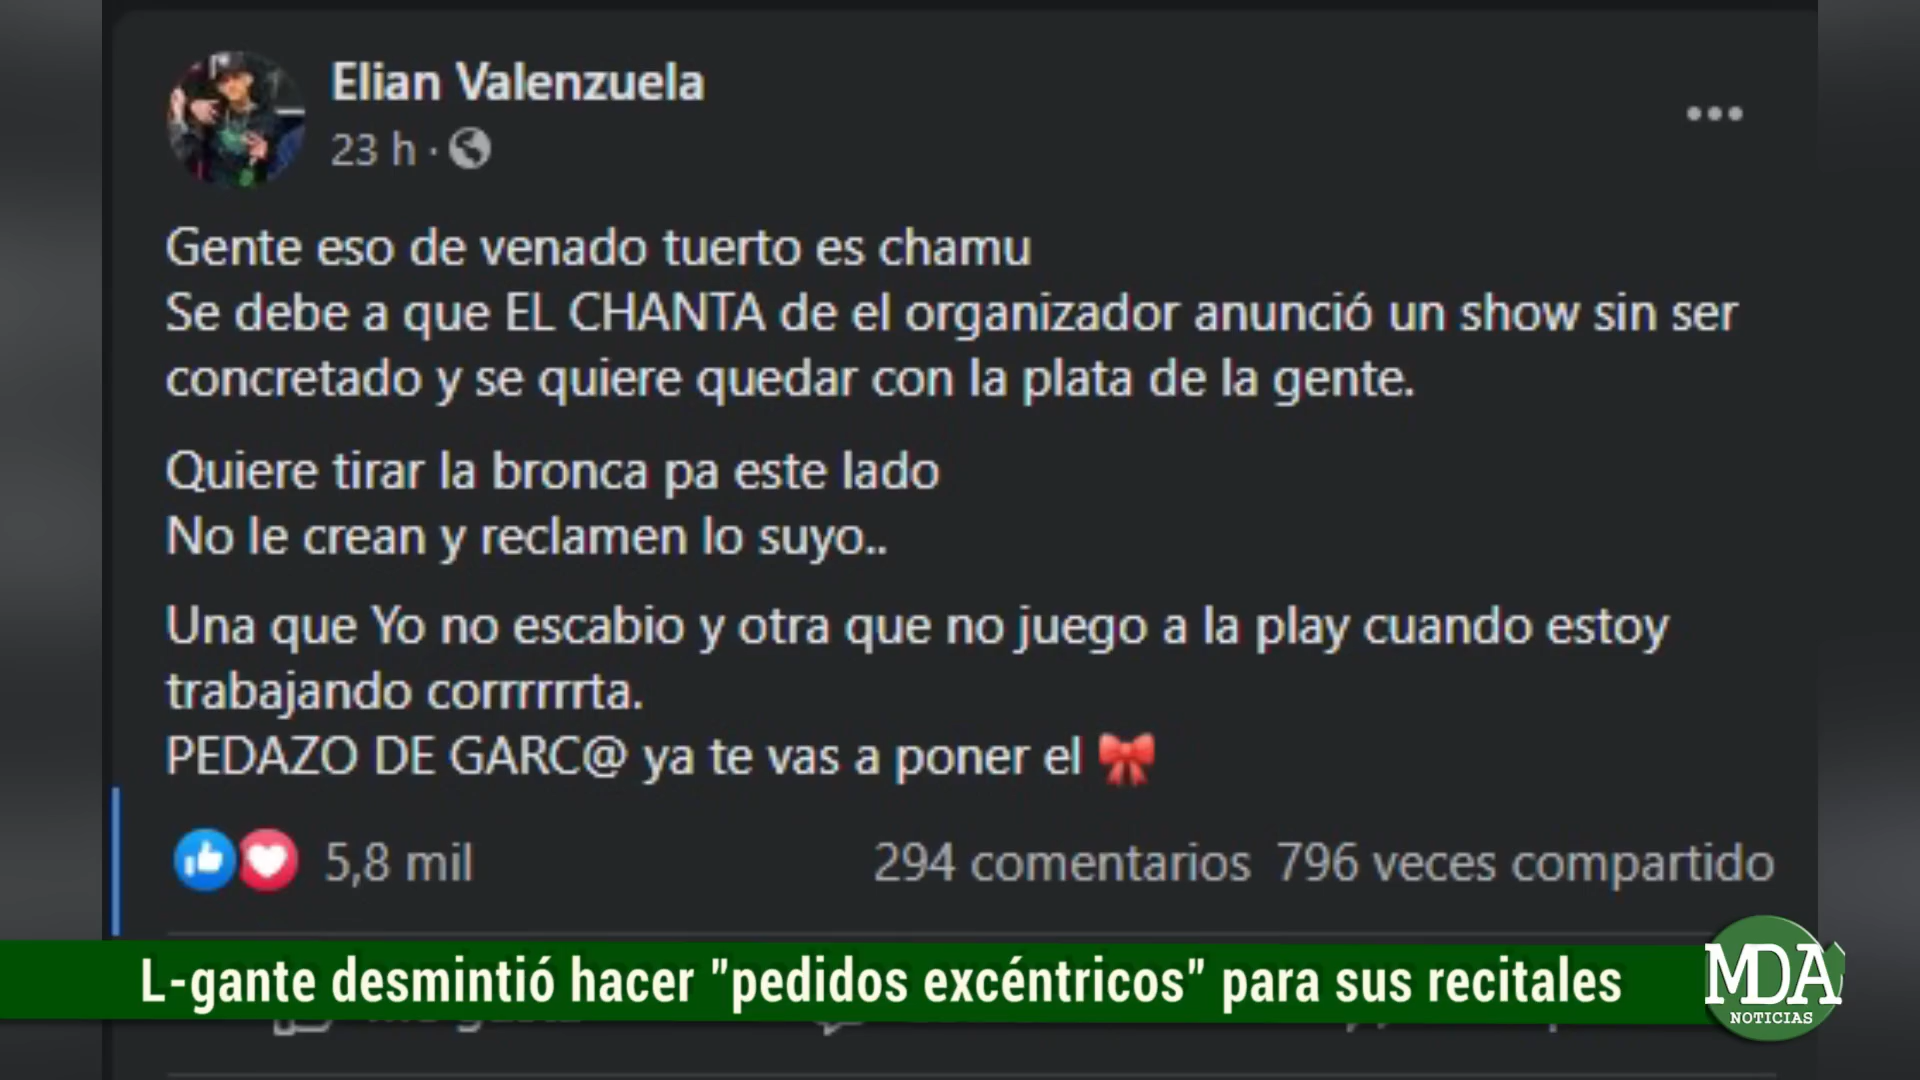 Elian Valenzuela
23 h ·
Gente eso de venado tuerto es chamu
Se debe a que EL CHANTA de el organizador anunció un show sin ser
concretado y se quiere quedar con la plata de la gente.
Quiere tirar la bronca pa este lado
No le crean y reclamen lo suyo..
Una que Yo no escabio y otra que no juego a la play cuando estoy
trabajando corrrrrrrta.
PEDAZO DE GARC@ ya te vas a poner el 🎀
5,8 mil
294 comentarios 796 veces compartido
L-gante desmintió hacer "pedidos excéntricos" para sus recitales
MDA
NOTICIAS